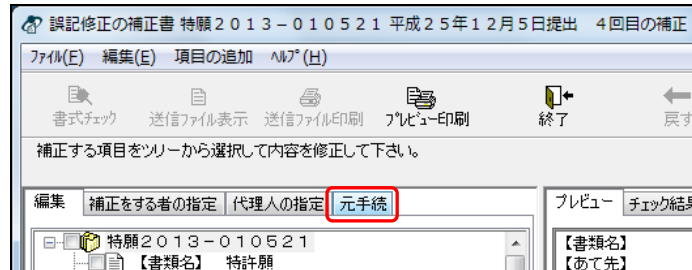 誤記修正の補正書 特願２０１３－０１０５２１ 平成２５年１２月５日提出　４回目の補正
ﾌｧｲﾙ(F)　編集(E)　項目の追加　ﾍﾙﾌﾟ(H)
書式ﾁｪｯｸ　送信ﾌｧｲﾙ表示　送信ﾌｧｲﾙ印刷　ﾌﾟﾚﾋﾞｭｰ印刷　終了　戻す
補正する項目をツリーから選択して内容を修正して下さい。
編集　補正をする者の指定　代理人の指定　元手続　プレビュー　チェック結果
特願２０１３－０１０５２１　【書類名】
【書類名】　特許願　【あて先】